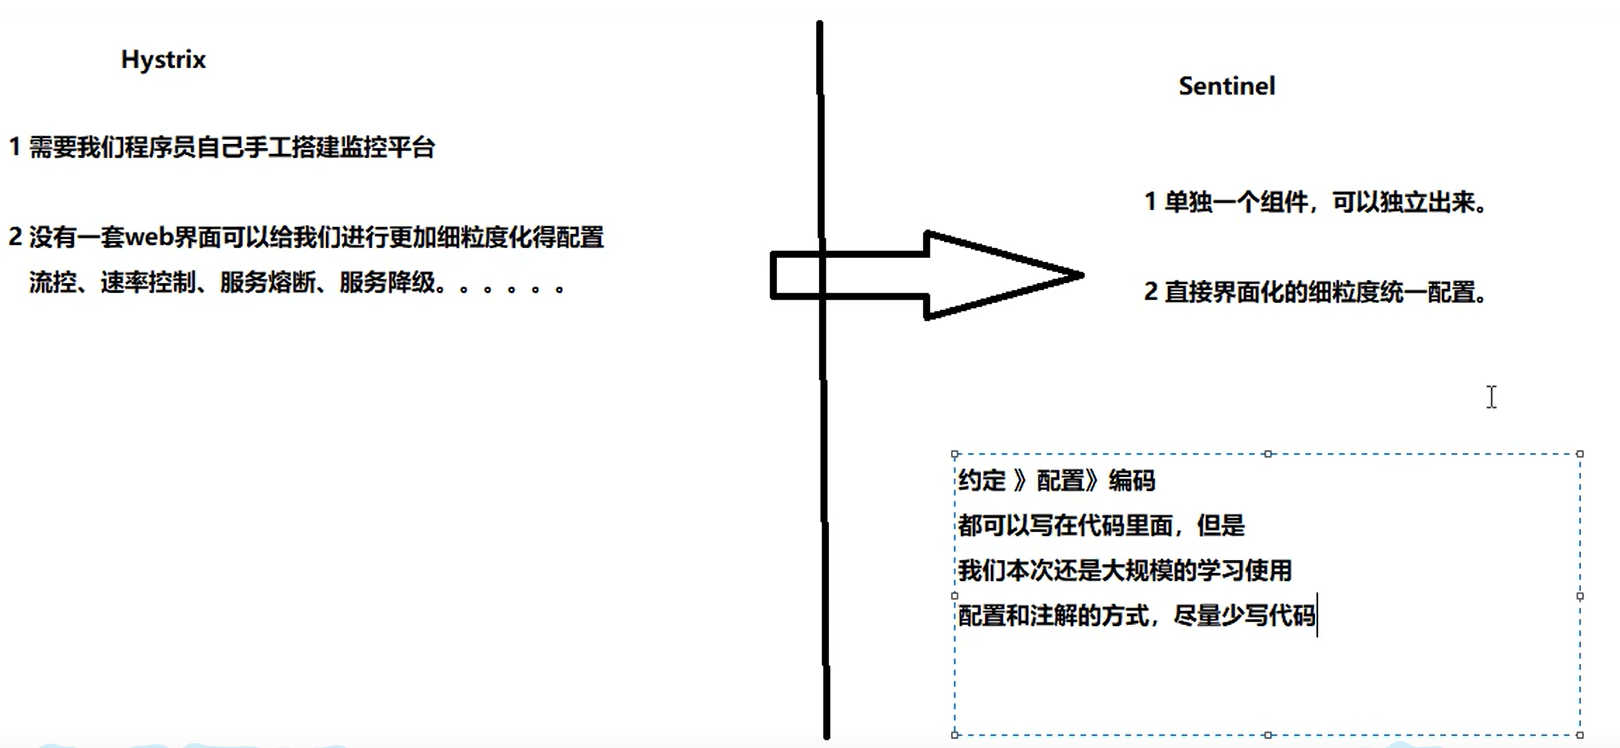 Hystrix
1 需要我们程序员自己手工搭建监控平台
2 没有一套web界面可以给我们进行更加细粒度化得配置
流控、速率控制、服务熔断、服务降级。。。。。。
Sentinel
1 单独一个组件，可以独立出来。
2 直接界面化的细粒度统一配置。
约定 》配置》编码
都可以写在代码里面，但是
我们本次还是大规模的学习使用
配置和注解的方式，尽量少写代码